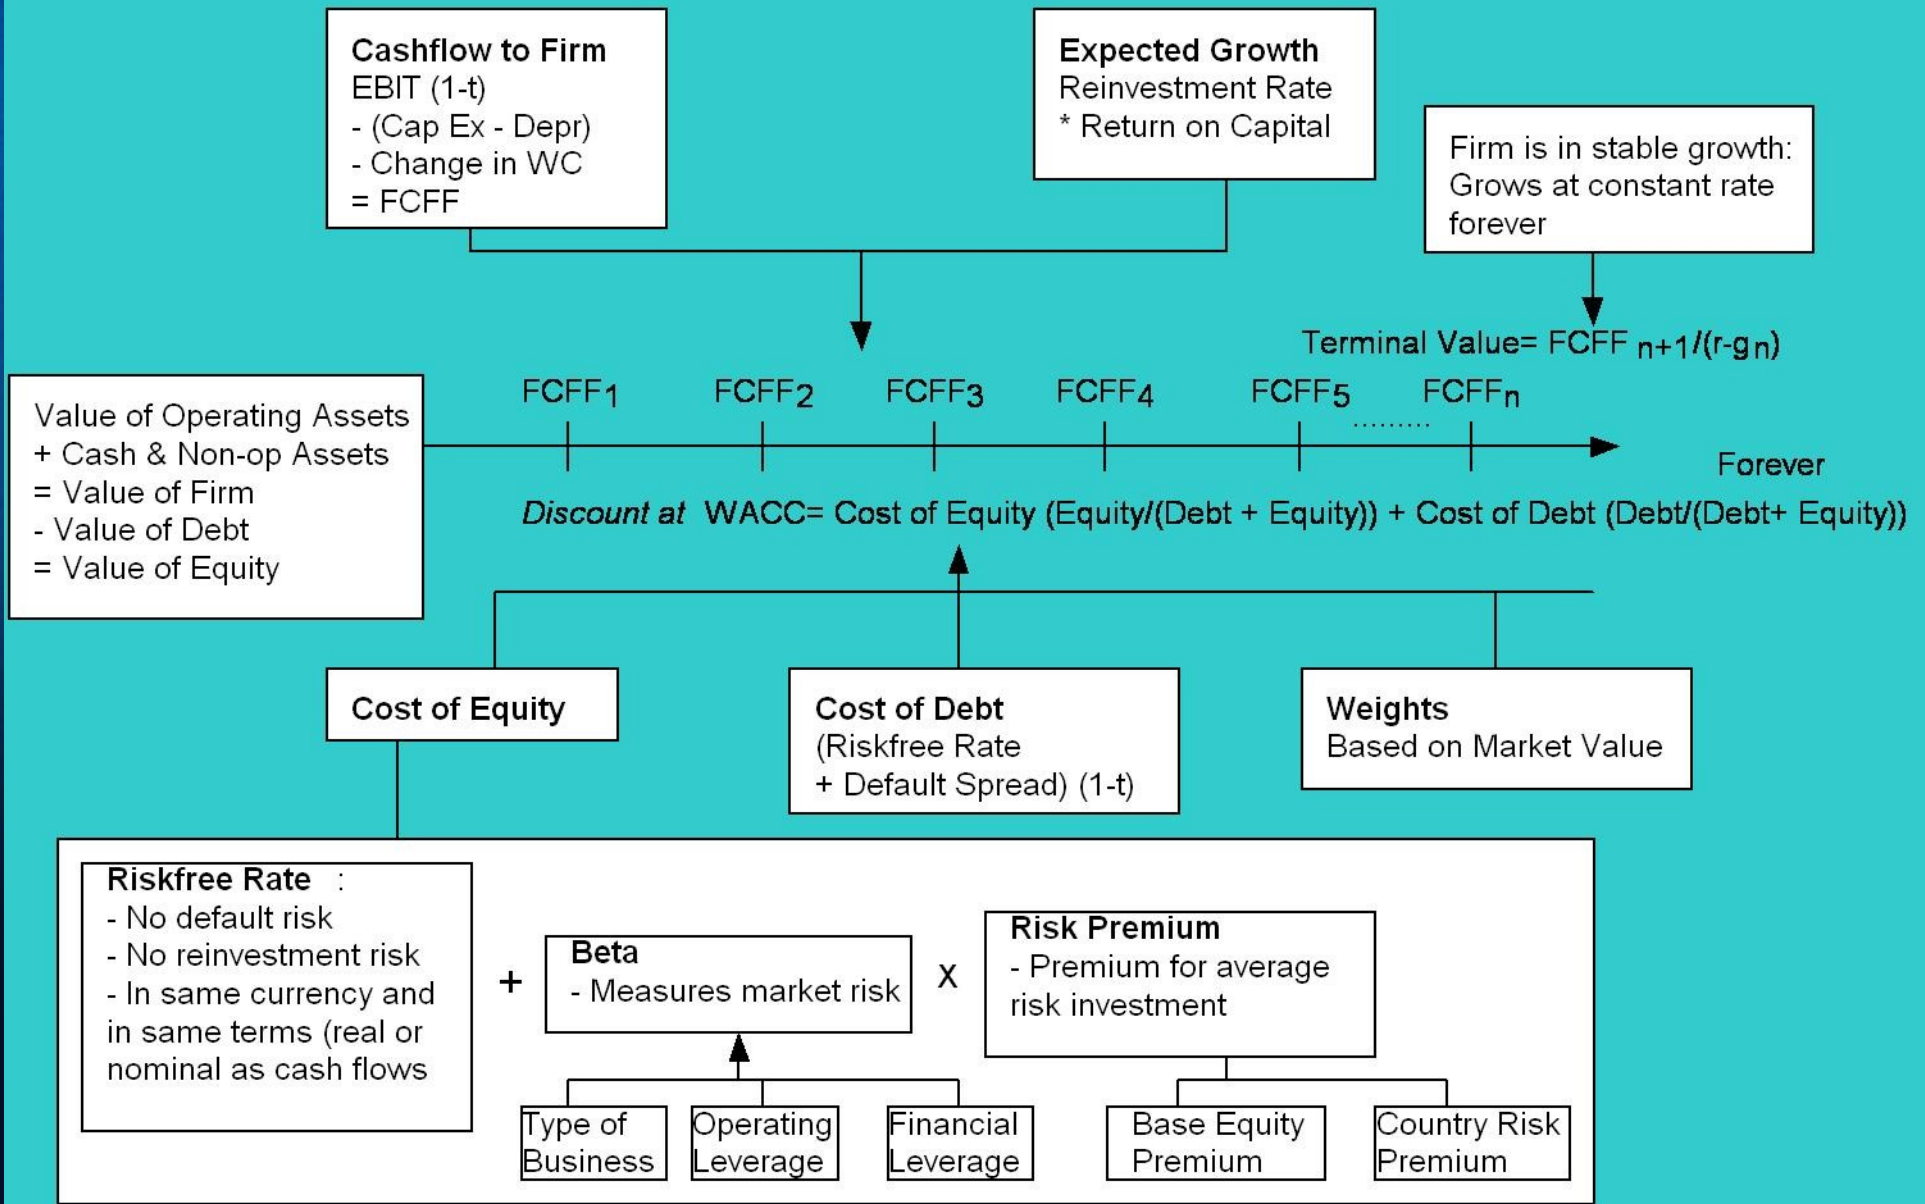 Cashflow to Firm
EBIT (1-t)
- (Cap Ex - Depr)
- Change in WC
= FCFF
Expected Growth
Reinvestment Rate
* Return on Capital
Firm is in stable growth:
Grows at constant rate
forever
Terminal Value= FCFF n+1/(r-gn)
FCFF1 FCFF2 FCFF3 FCFF4 FCFF5 ......... FCFFn
Forever
Value of Operating Assets
+ Cash & Non-op Assets
= Value of Firm
- Value of Debt
= Value of Equity
Discount at WACC= Cost of Equity (Equity/(Debt + Equity)) + Cost of Debt (Debt/(Debt+ Equity))
Cost of Equity
Cost of Debt
(Riskfree Rate
+ Default Spread) (1-t)
Weights
Based on Market Value
Riskfree Rate :
- No default risk
- No reinvestment risk
- In same currency and
in same terms (real or
nominal as cash flows
+
Beta
- Measures market risk
X
Risk Premium
- Premium for average
risk investment
Type of
Business
Operating
Leverage
Financial
Leverage
Base Equity
Premium
Country Risk
Premium